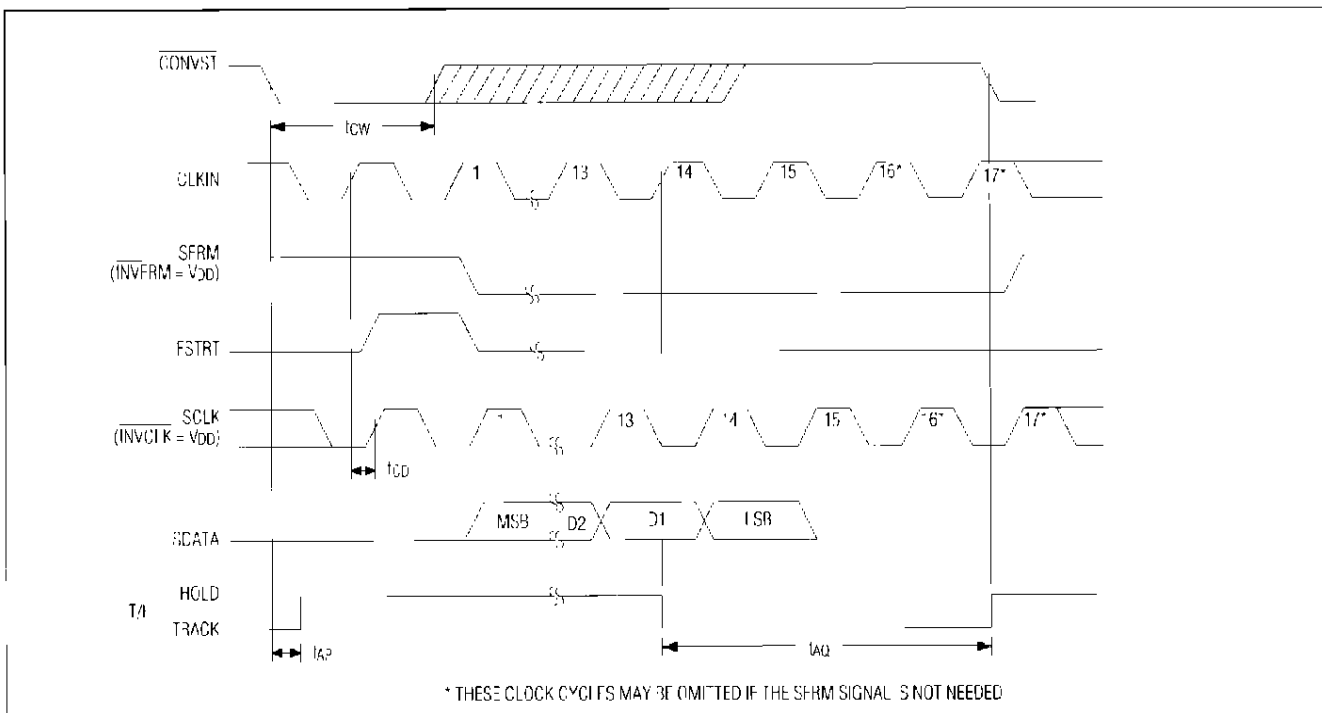 CONVST
tCW
CLKIN
1
13
14
15
16*
17*
SFRM
(INVFRM = VDD)
FSTRT
SCLK
(INVCLK = VDD)
1
13
14
15
16*
17*
tCD
SDATA
MSB
D2
D1
LSB
T/H
HOLD
TRACK
tAP
tAQ
* THESE CLOCK CYCLES MAY BE OMITTED IF THE SFRM SIGNAL IS NOT NEEDED